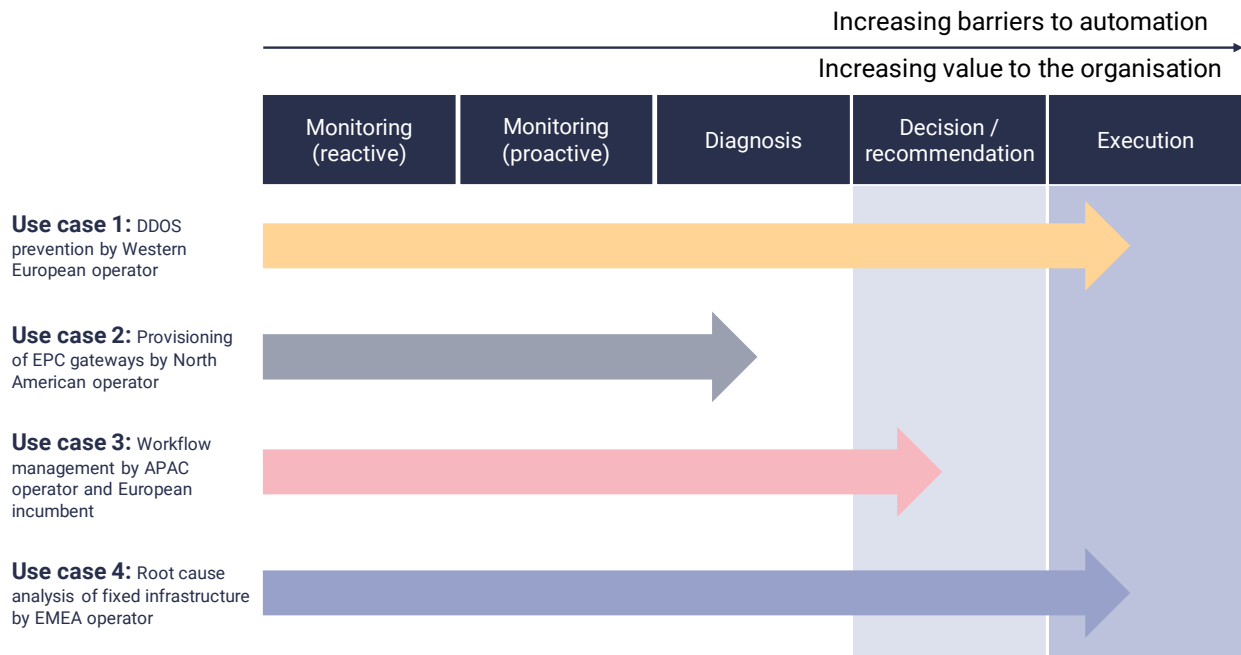 Increasing barriers to automation
Increasing value to the organisation
Monitoring
(reactive)
Monitoring
(proactive)
Diagnosis
Decision /
recommendation
Execution
Use case 1: DDOS
prevention by Western
European operator
Use case 2: Provisioning
of EPC gateways by North
American operator
Use case 3: Workflow
management by APAC
operator and European
incumbent
Use case 4: Root cause
analysis of fixed infrastructure
by EMEA operator